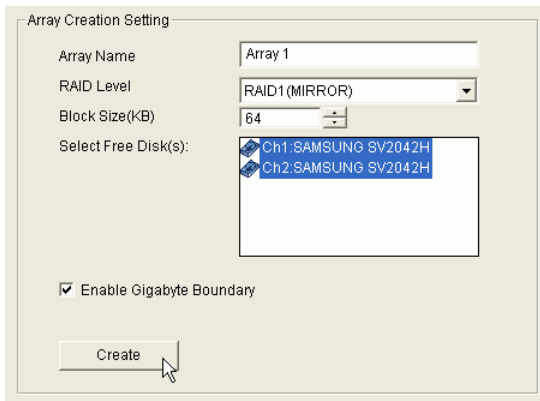 Array Creation Setting
Array Name
Array 1
RAID Level
RAID1(MIRROR)
Block Size(KB)
64
Select Free Disk(s):
Ch1:SAMSUNG SV2042H
Ch2:SAMSUNG SV2042H
Enable Gigabyte Boundary
Create